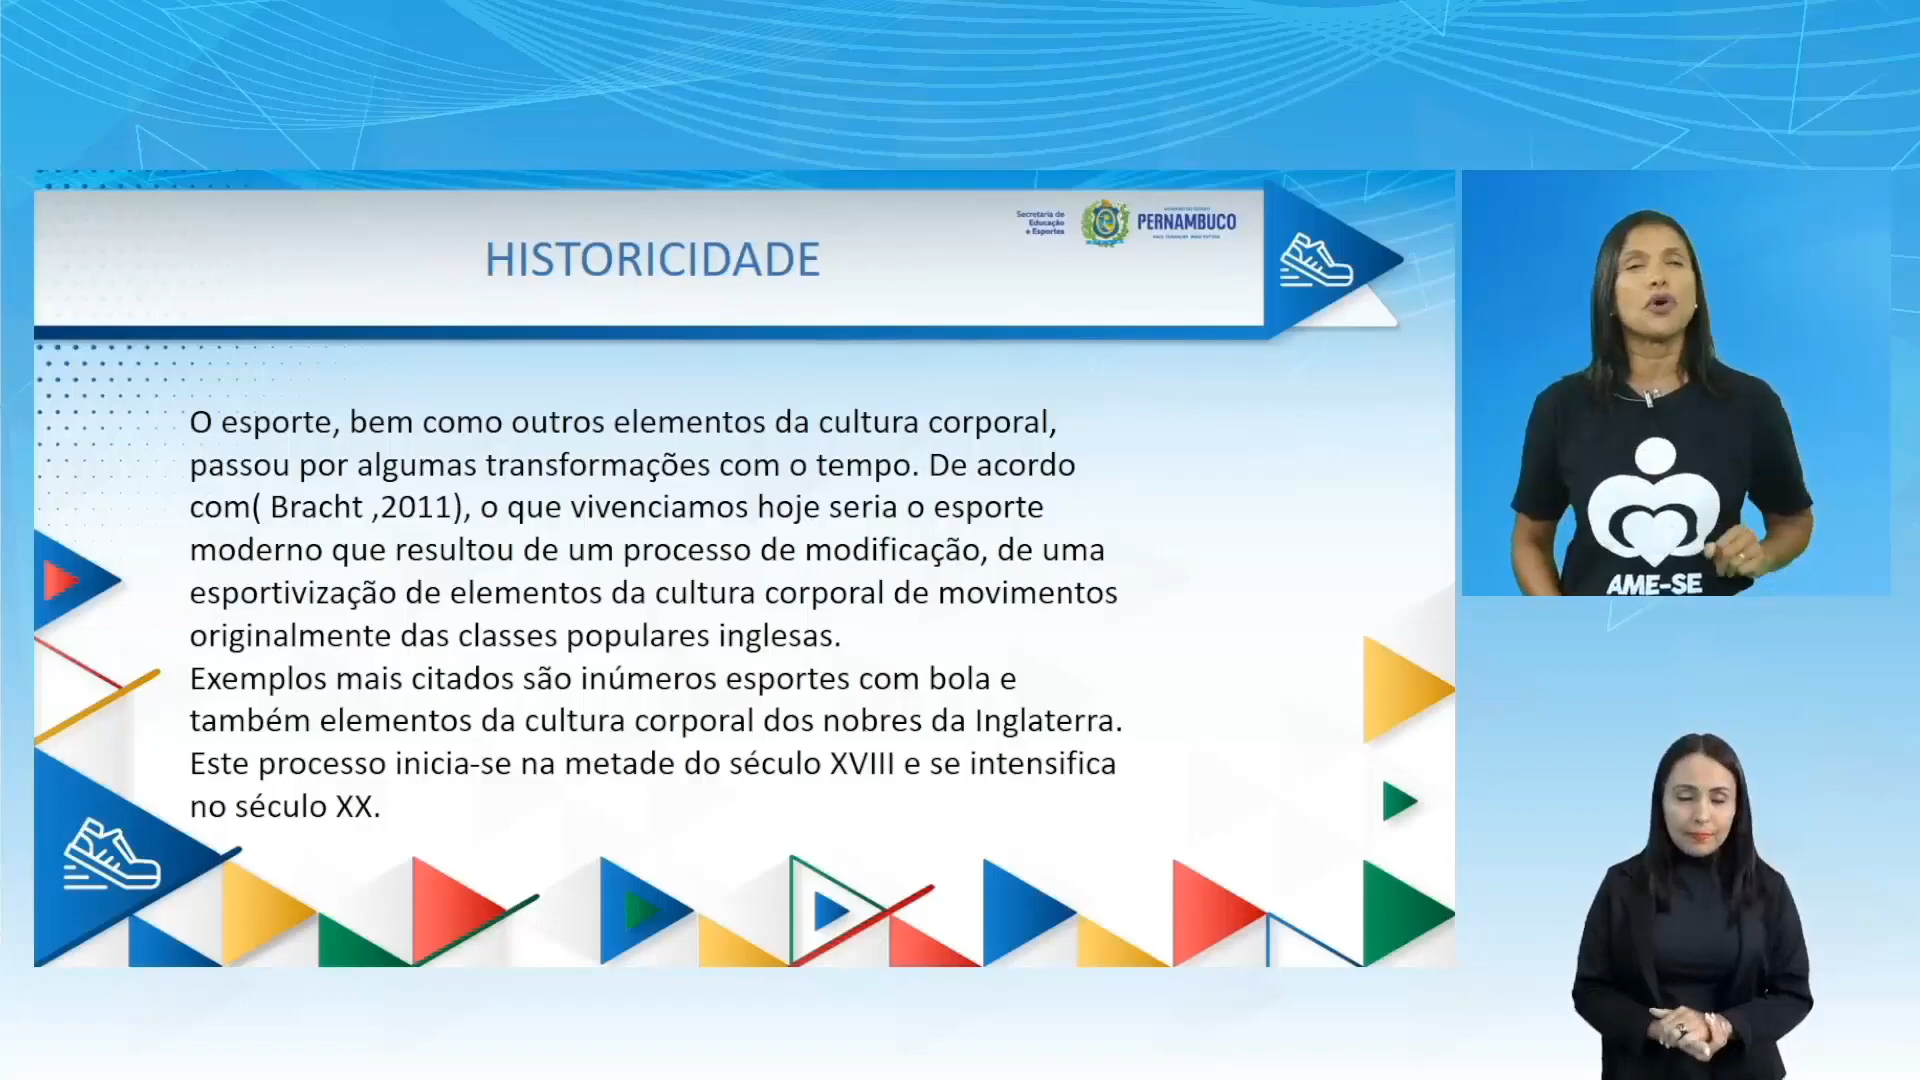 Secretaria de
Educação
e Esportes
PERNAMBUCO
HISTORICIDADE
O esporte, bem como outros elementos da cultura corporal,
passou por algumas transformações com o tempo. De acordo
com( Bracht ,2011), o que vivenciamos hoje seria o esporte
moderno que resultou de um processo de modificação, de uma
esportivização de elementos da cultura corporal de movimentos
originalmente das classes populares inglesas.
Exemplos mais citados são inúmeros esportes com bola e
também elementos da cultura corporal dos nobres da Inglaterra.
Este processo inicia-se na metade do século XVIII e se intensifica
no século XX.
AME-SE